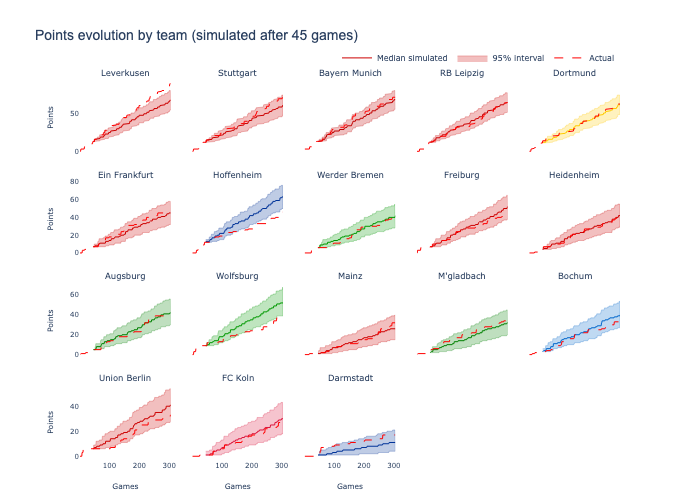 Points evolution by team (simulated after 45 games)
Median simulated 95% interval Actual
Leverkusen Stuttgart Bayern Munich RB Leipzig Dortmund
Points
50
0
Ein Frankfurt Hoffenheim Werder Bremen Freiburg Heidenheim
Points
80
60
40
20
0
Augsburg Wolfsburg Mainz M'gladbach Bochum
Points
60
40
20
0
Union Berlin FC Koln Darmstadt
Points
40
20
0
100 200 300 100 200 300 100 200 300
Games Games Games